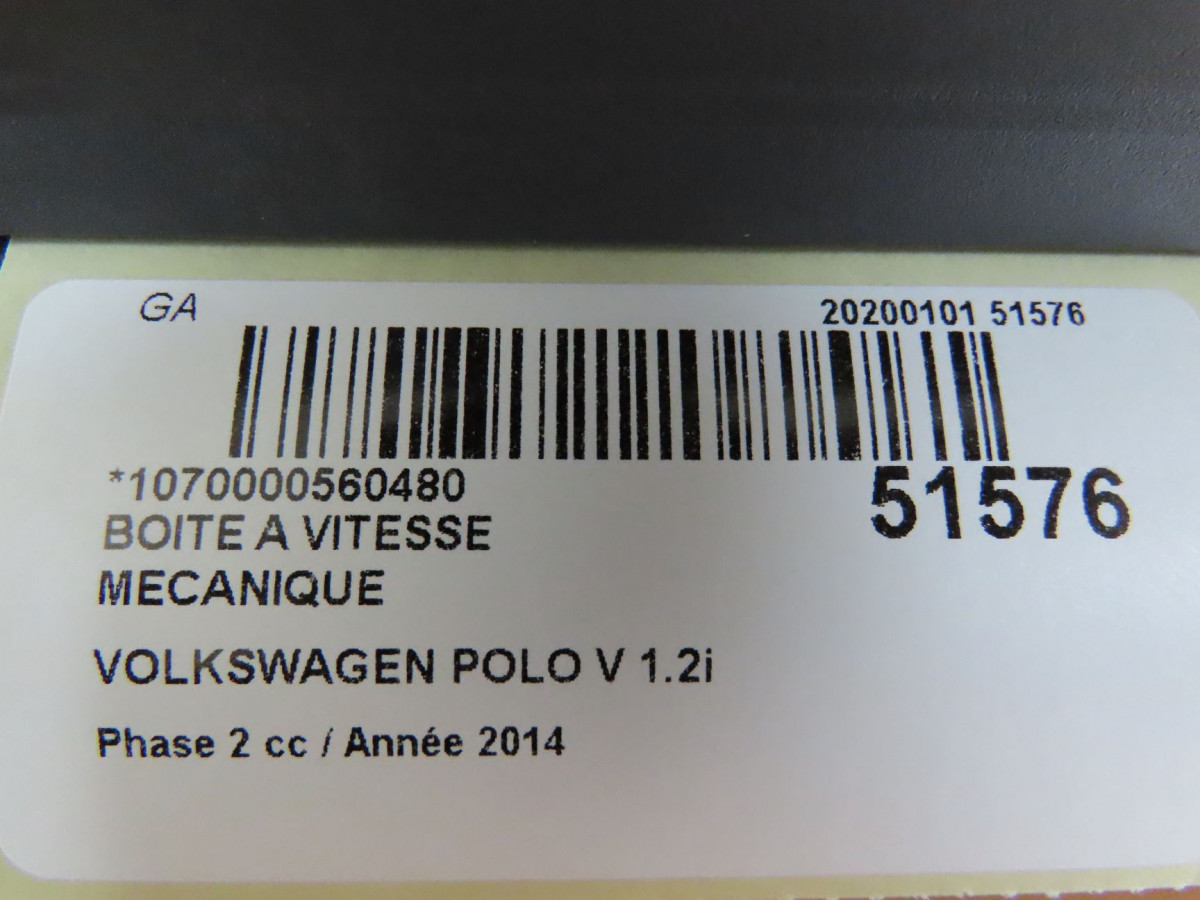 GA
20200101 51576
*1070000560480
51576
BOITE A VITESSE
MECANIQUE
VOLKSWAGEN POLO V 1.2i
Phase 2 cc / Année 2014